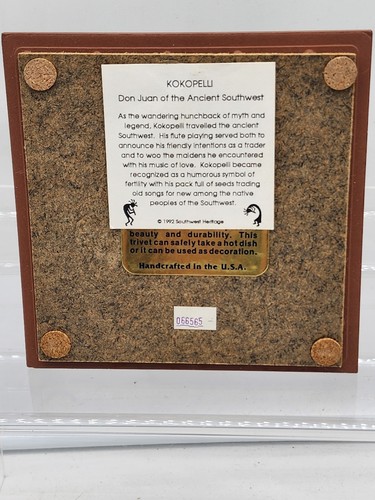 KOKOPELLI
Don Juan of the Ancient Southwest
As the wandering hunchback of myth and
legend, Kokopelli travelled the ancient
Southwest. His flute playing served both to
announce his friendly intentions as a trader
and to woo the maidens he encountered
with his music of love. Kokopelli became
recognized as a humorous symbol of
fertility with his pack full of seeds trading
old songs for new among the native
peoples of the Southwest.
© 1992 Southwest Heritage
beauty and durability. This
trivet can safely take a hot dish
or it can be used as decoration.
Handcrafted in the U.S.A.
066565